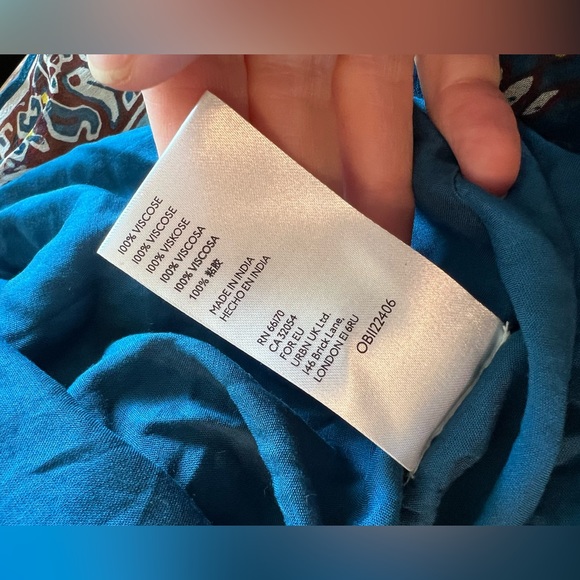 100% VISCOSE
100% VISCOSE
100% VISKOSE
100% VISCOSA
100% VISCOSA
100% 粘胶
MADE IN INDIA
HECHO EN INDIA
RN 66170
CA 32054
FOR EU
URBN UK Ltd.
146 Brick Lane,
LONDON E1 6RU
OB1122406